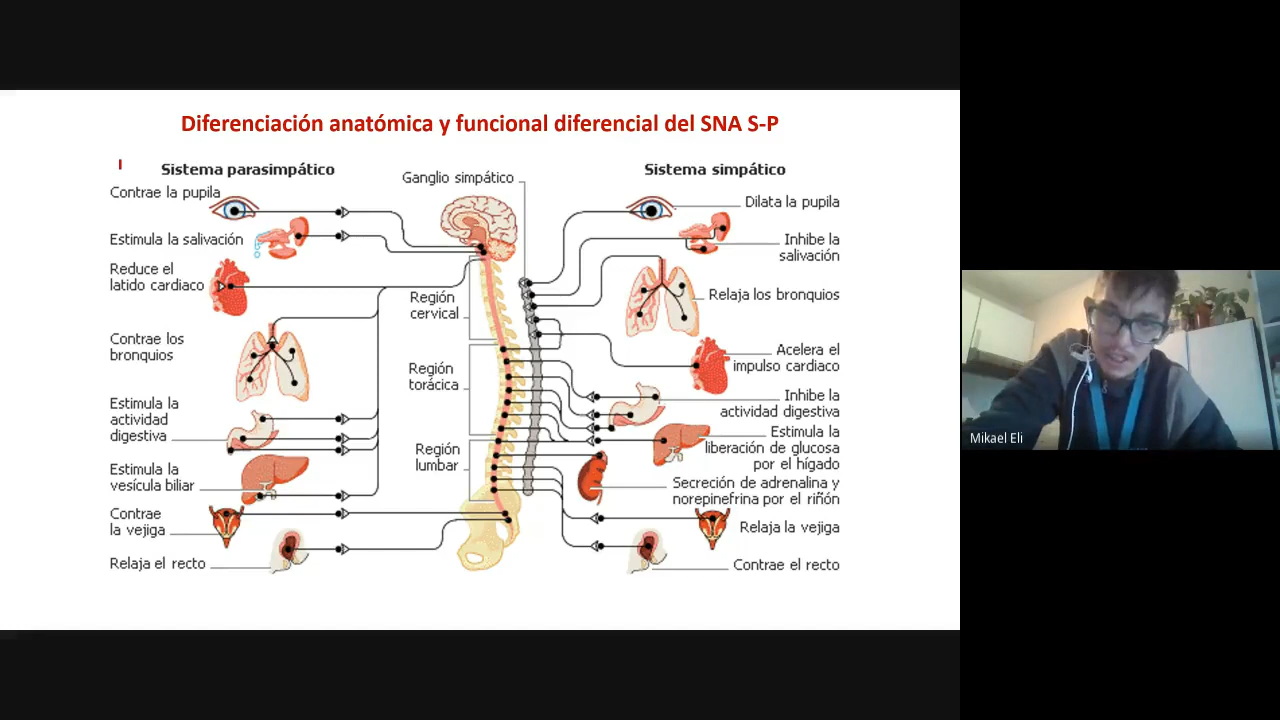 Diferenciación anatómica y funcional diferencial del SNA S-P
Sistema parasimpático
Contrae la pupila
Estimula la salivación
Reduce el
latido cardiaco
Contrae los
bronquios
Estimula la
actividad
digestiva
Estimula la
vesícula biliar
Contrae
la vejiga
Relaja el recto
Ganglio simpático
Región
cervical
Región
torácica
Región
lumbar
Sistema simpático
Dilata la pupila
Inhibe la
salivación
Relaja los bronquios
Acelera el
impulso cardiaco
Inhibe la
actividad digestiva
Estimula la
liberación de glucosa
por el hígado
Secreción de adrenalina y
norepinefrina por el riñón
Relaja la vejiga
Contrae el recto
Mikael Eli